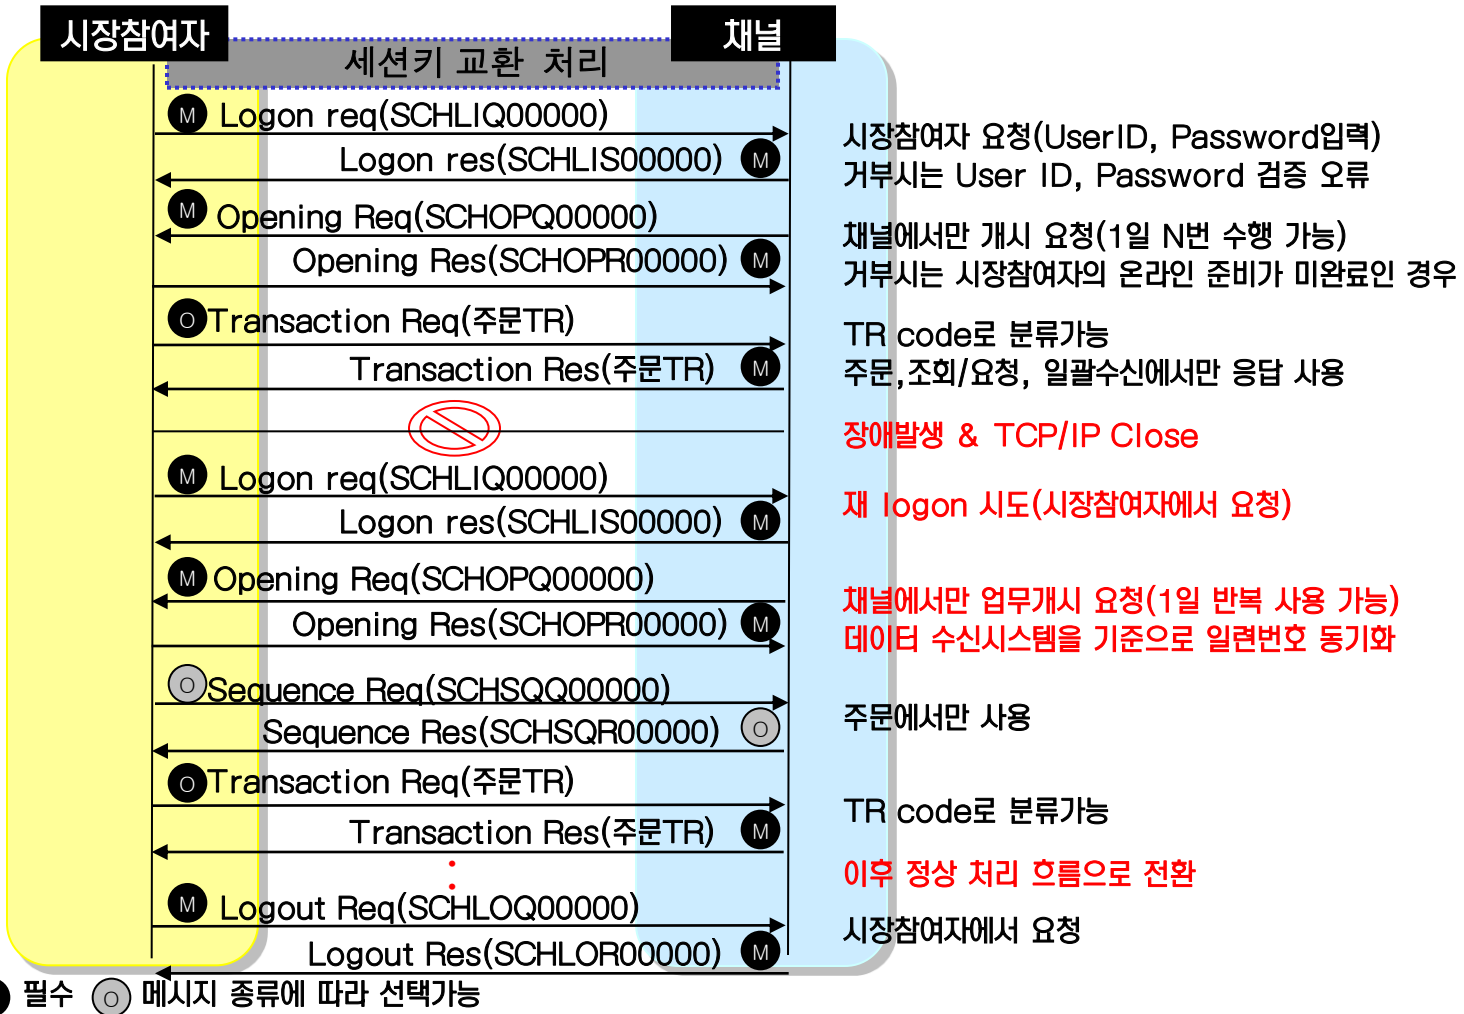 시장참여자
채널
세션키 교환 처리
M Logon req(SCHLIQ00000)
시장참여자 요청(UserID, Password입력)
Logon res(SCHLIS00000) M
거부시는 User ID, Password 검증 오류
M Opening Req(SCHOPQ00000)
채널에서만 개시 요청(1일 N번 수행 가능)
Opening Res(SCHOPR00000) M
거부시는 시장참여자의 온라인 준비가 미완료인 경우
O Transaction Req(주문TR)
TR code로 분류가능
Transaction Res(주문TR) M
주문,조회/요청, 일괄수신에서만 응답 사용
장애발생 & TCP/IP Close
M Logon req(SCHLIQ00000)
재 logon 시도(시장참여자에서 요청)
Logon res(SCHLIS00000) M
M Opening Req(SCHOPQ00000)
채널에서만 업무개시 요청(1일 반복 사용 가능)
Opening Res(SCHOPR00000) M
데이터 수신시스템을 기준으로 일련번호 동기화
O Sequence Req(SCHSQQ00000)
주문에서만 사용
Sequence Res(SCHSQR00000) O
O Transaction Req(주문TR)
TR code로 분류가능
Transaction Res(주문TR) M
이후 정상 처리 흐름으로 전환
M Logout Req(SCHLOQ00000)
시장참여자에서 요청
Logout Res(SCHLOR00000) M
필수 O 메시지 종류에 따라 선택가능